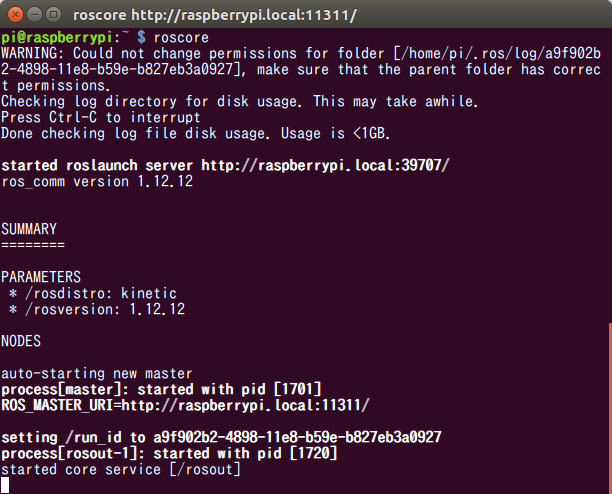 roscore http://raspberrypi.local:11311/
pi@raspberrypi:~ $ roscore
WARNING: Could not change permissions for folder [/home/pi/.ros/log/a9f902b
2-4898-11e8-b59e-b827eb3a0927], make sure that the parent folder has correc
t permissions.
Checking log directory for disk usage. This may take awhile.
Press Ctrl-C to interrupt
Done checking log file disk usage. Usage is <1GB.
started roslaunch server http://raspberrypi.local:39707/
ros_comm version 1.12.12
SUMMARY
========
PARAMETERS
 * /rosdistro: kinetic
 * /rosversion: 1.12.12
NODES
auto-starting new master
process[master]: started with pid [1701]
ROS_MASTER_URI=http://raspberrypi.local:11311/
setting /run_id to a9f902b2-4898-11e8-b59e-b827eb3a0927
process[rosout-1]: started with pid [1720]
started core service [/rosout]